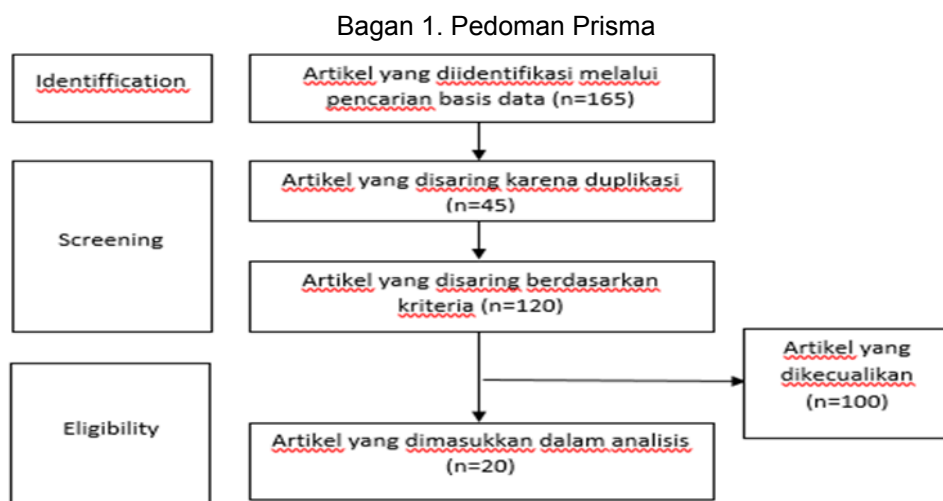 Bagan 1. Pedoman Prisma
Identiffication
Artikel yang diidentifikasi melalui
pencarian basis data (n=165)
Screening
Artikel yang disaring karena duplikasi
(n=45)
Artikel yang disaring berdasarkan
kriteria (n=120)
Artikel yang
dikecualikan
(n=100)
Eligibility
Artikel yang dimasukkan dalam analisis
(n=20)